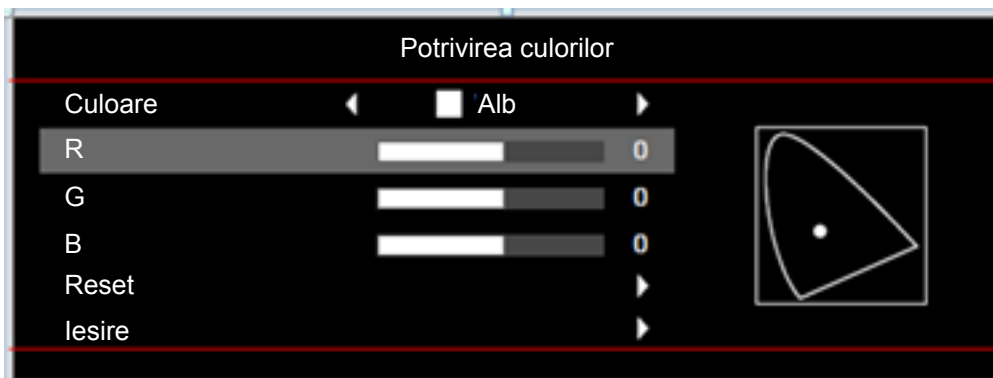 Potrivirea culorilor
Culoare Alb
R 0
G 0
B 0
Reset
Iesire